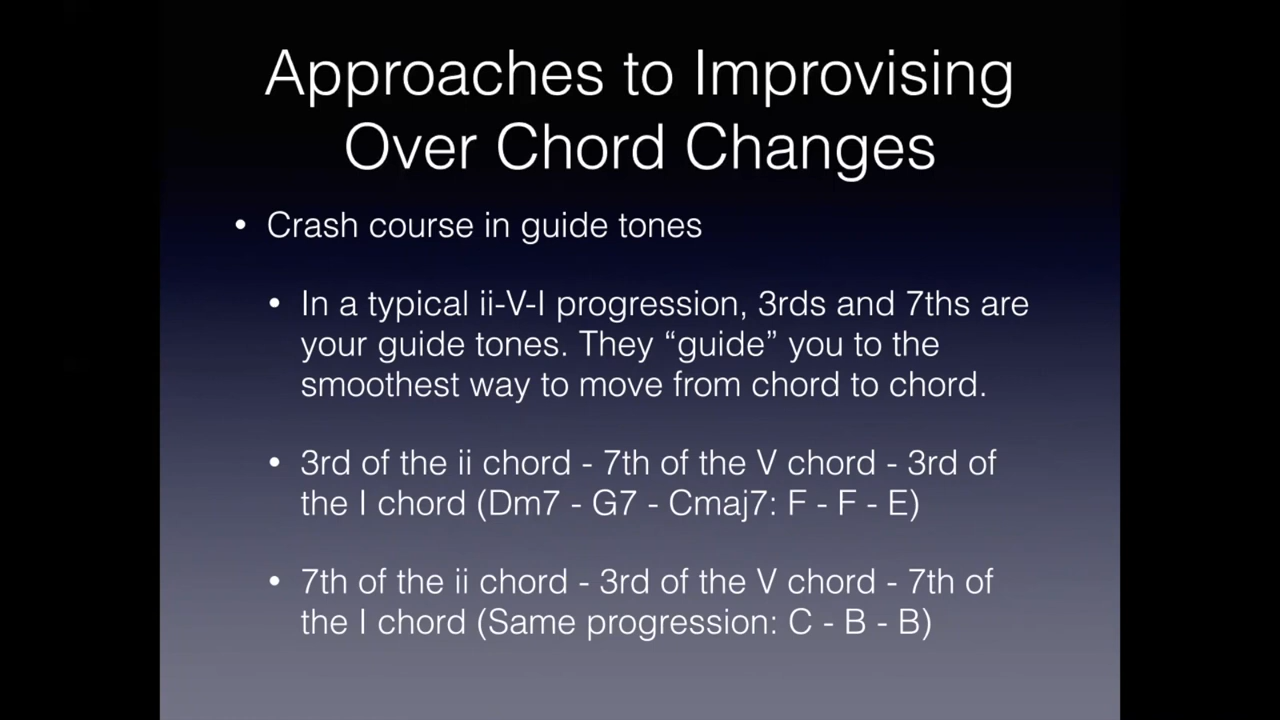 Approaches to Improvising
Over Chord Changes
• Crash course in guide tones
• In a typical ii-V-I progression, 3rds and 7ths are
your guide tones. They “guide” you to the
smoothest way to move from chord to chord.
• 3rd of the ii chord - 7th of the V chord - 3rd of
the I chord (Dm7 - G7 - Cmaj7: F - F - E)
• 7th of the ii chord - 3rd of the V chord - 7th of
the I chord (Same progression: C - B - B)